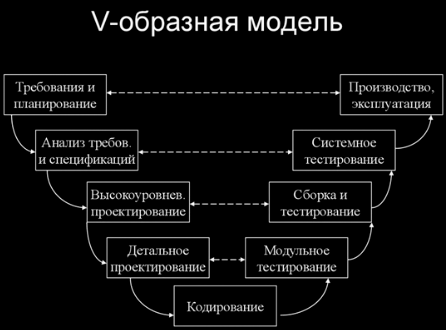 V-образная модель
Требования и
планирование
Производство,
эксплуатация
Анализ требов.
и спецификаций
Системное
тестирование
Высокоуровнев.
проектирование
Сборка и
тестирование
Детальное
проектирование
Модульное
тестирование
Кодирование